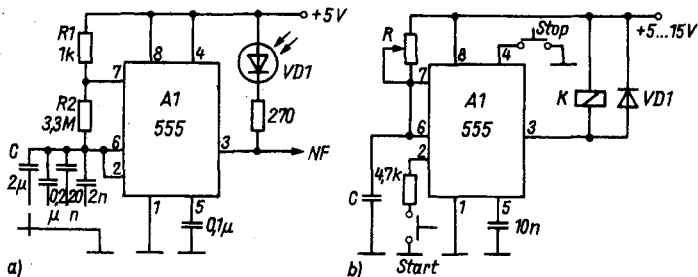 R1
1k
7
R2
3,3M
C
2µ
0,2
µ
20
n
2n
6
2
8
4
A1
555
3
1
5
0,1µ
+5V
VD1
270
NF
a)
R
7
6
2
4,7k
C
Start
8
4
Stop
A1
555
3
1
5
10n
+5...15V
K
VD1
b)